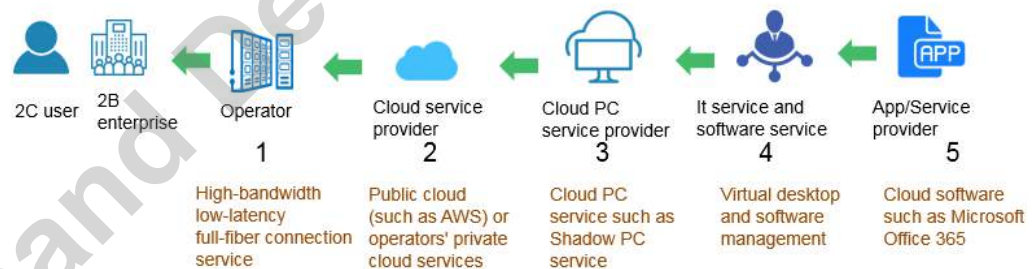 and De
APP
2C user
2B
enterprise
Operator
Cloud service
provider
Cloud PC
service provider
It service and
software service
App/Service
provider
1
2
3
4
5
High-bandwidth
low-latency
full-fiber connection
service
Public cloud
(such as AWS) or
operators' private
cloud services
Cloud PC
service such as
Shadow PC
service
Virtual desktop
and software
management
Cloud software
such as Microsoft
Office 365